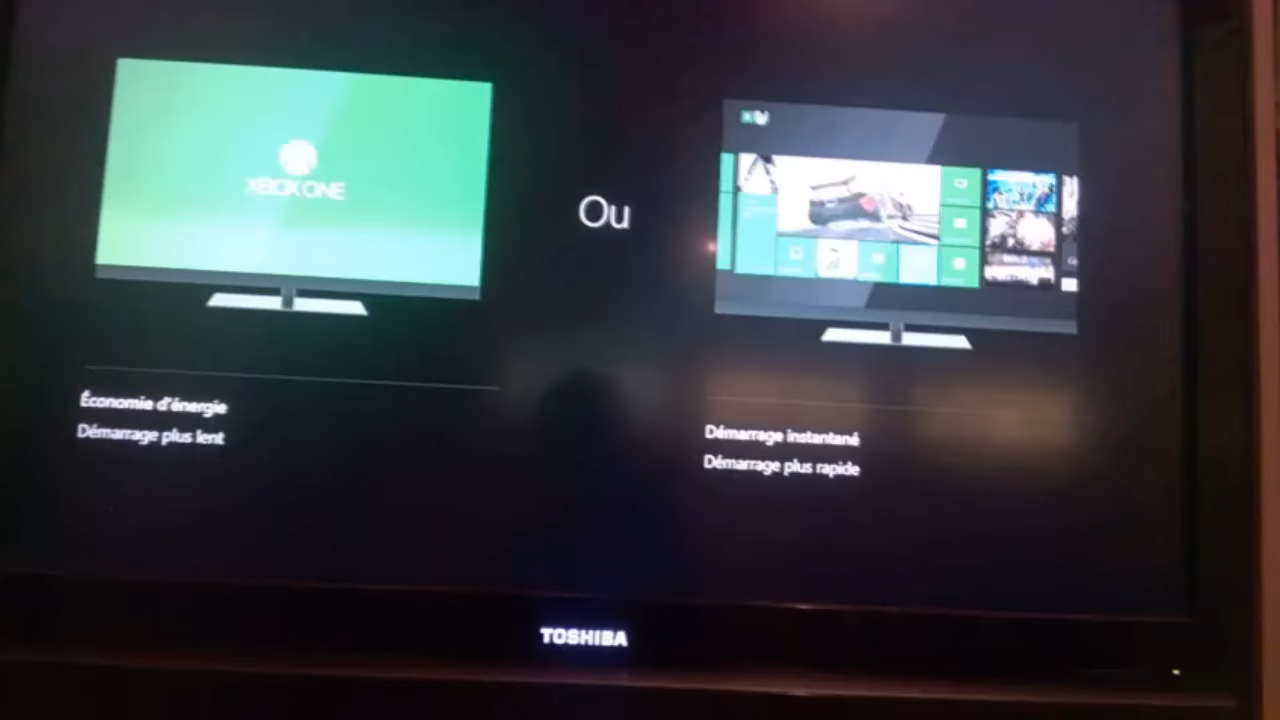 XBOX ONE
Ou
Économie d'énergie
Démarrage plus lent
Démarrage instantané
Démarrage plus rapide
TOSHIBA